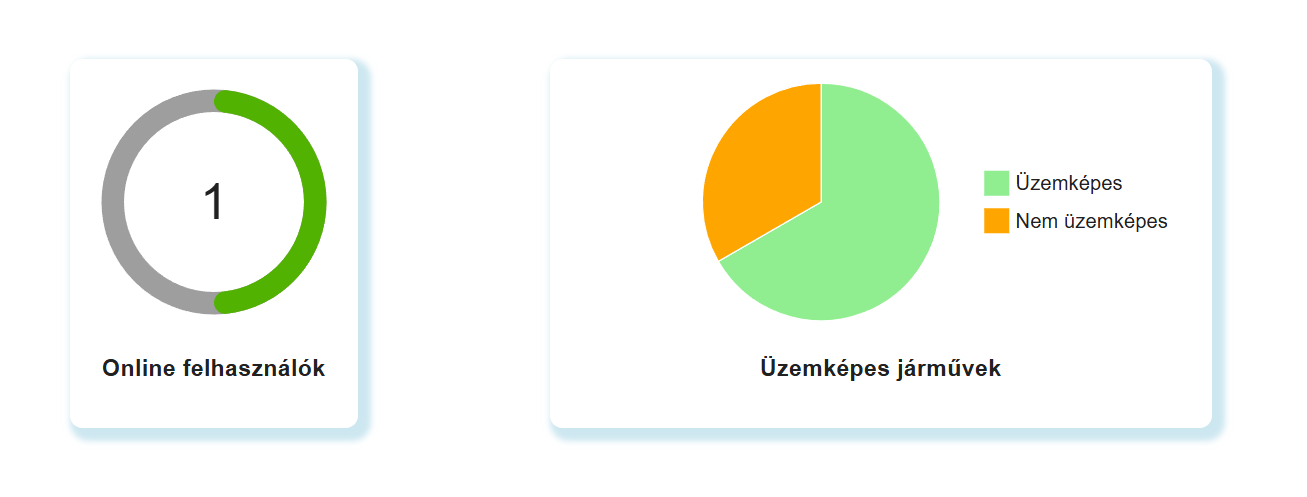 1
Online felhasználók
Üzemképes
Nem üzemképes
Üzemképes járművek